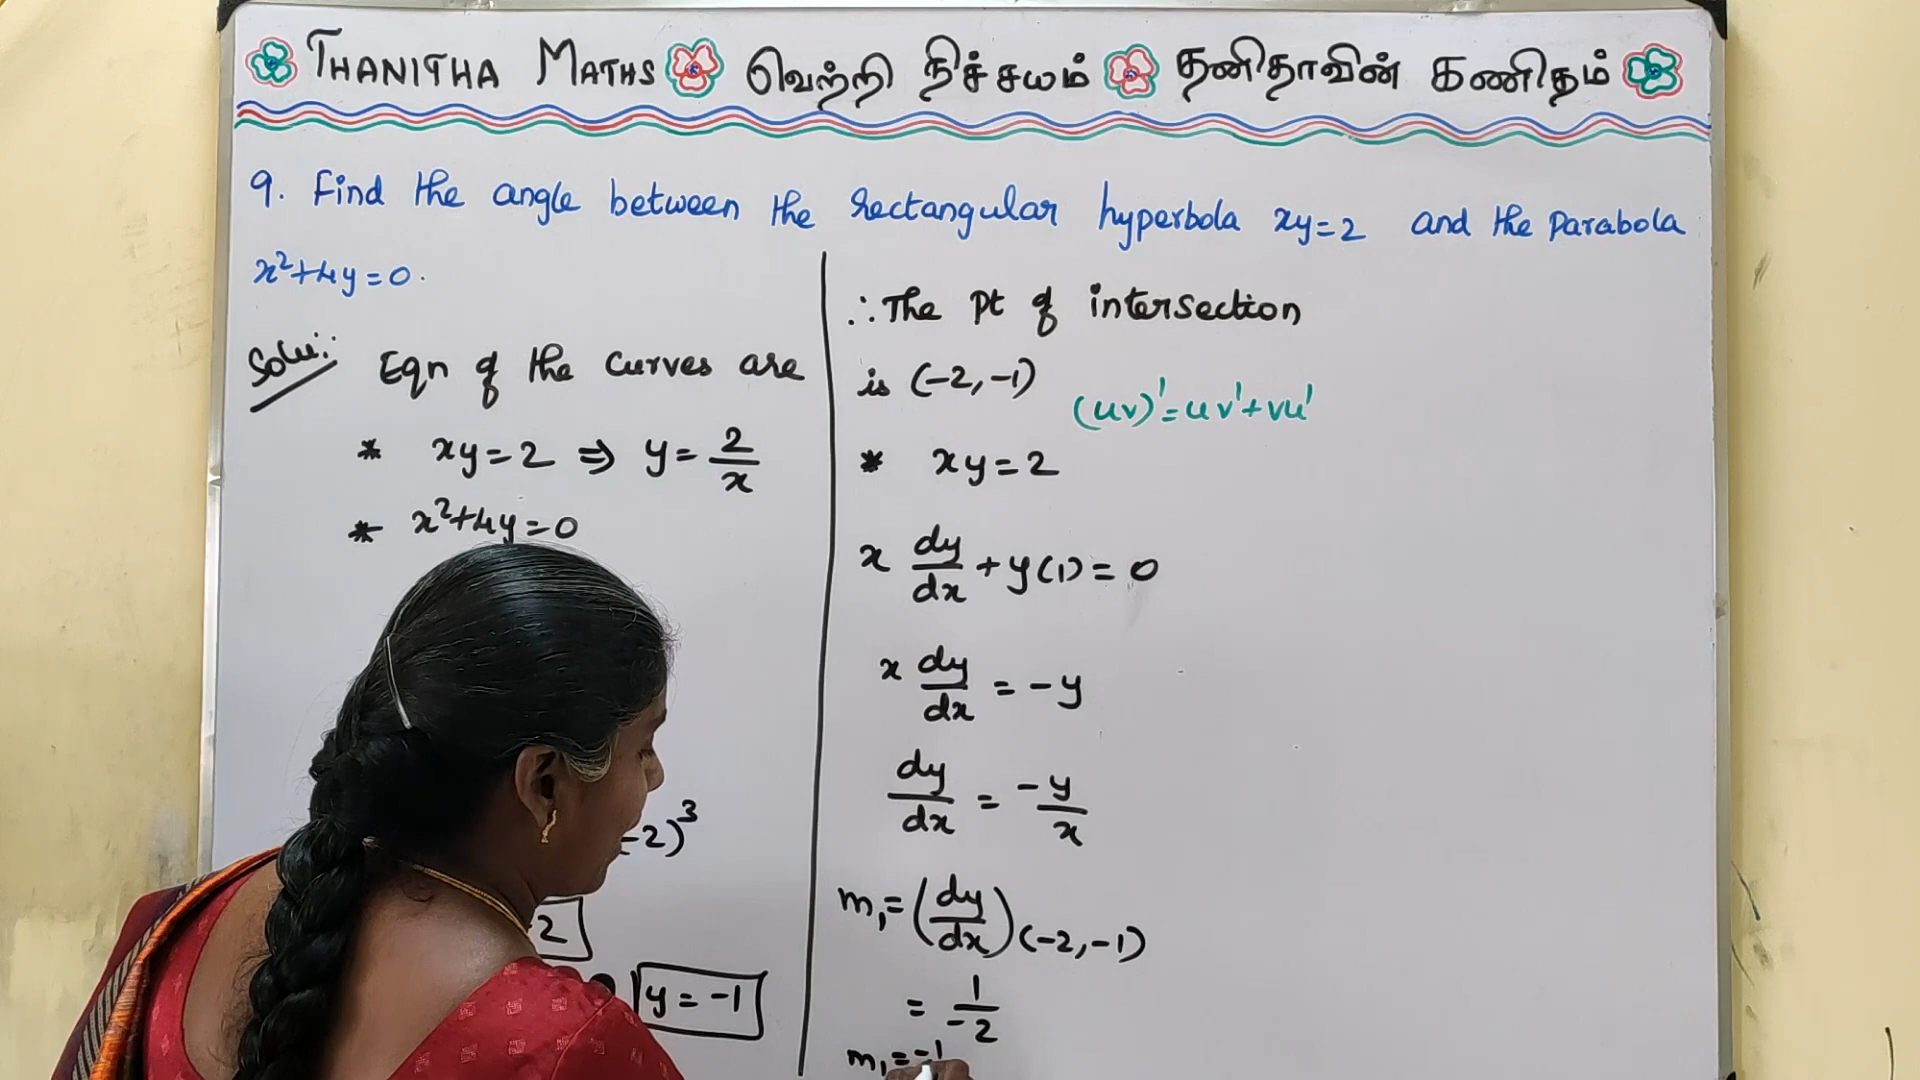 THANITHA MATHS வெற்றி நிச்சயம் தனிதாவின் கணிதம்
9. Find the angle between the rectangular hyperbola xy=2 and the Parabola
x²+4y=0.
Solu:
Eqn of the curves are
* xy=2 ⇒ y=2/x
* x²+4y=0
-2)³
2
y=-1
∴ The pt of intersection
is (-2,-1)
(uv)'=uv'+vu'
* xy=2
x dy/dx + y(1) = 0
x dy/dx = -y
dy/dx = -y/x
m₁=(dy/dx)(-2,-1)
= 1/-2
m₁=-1